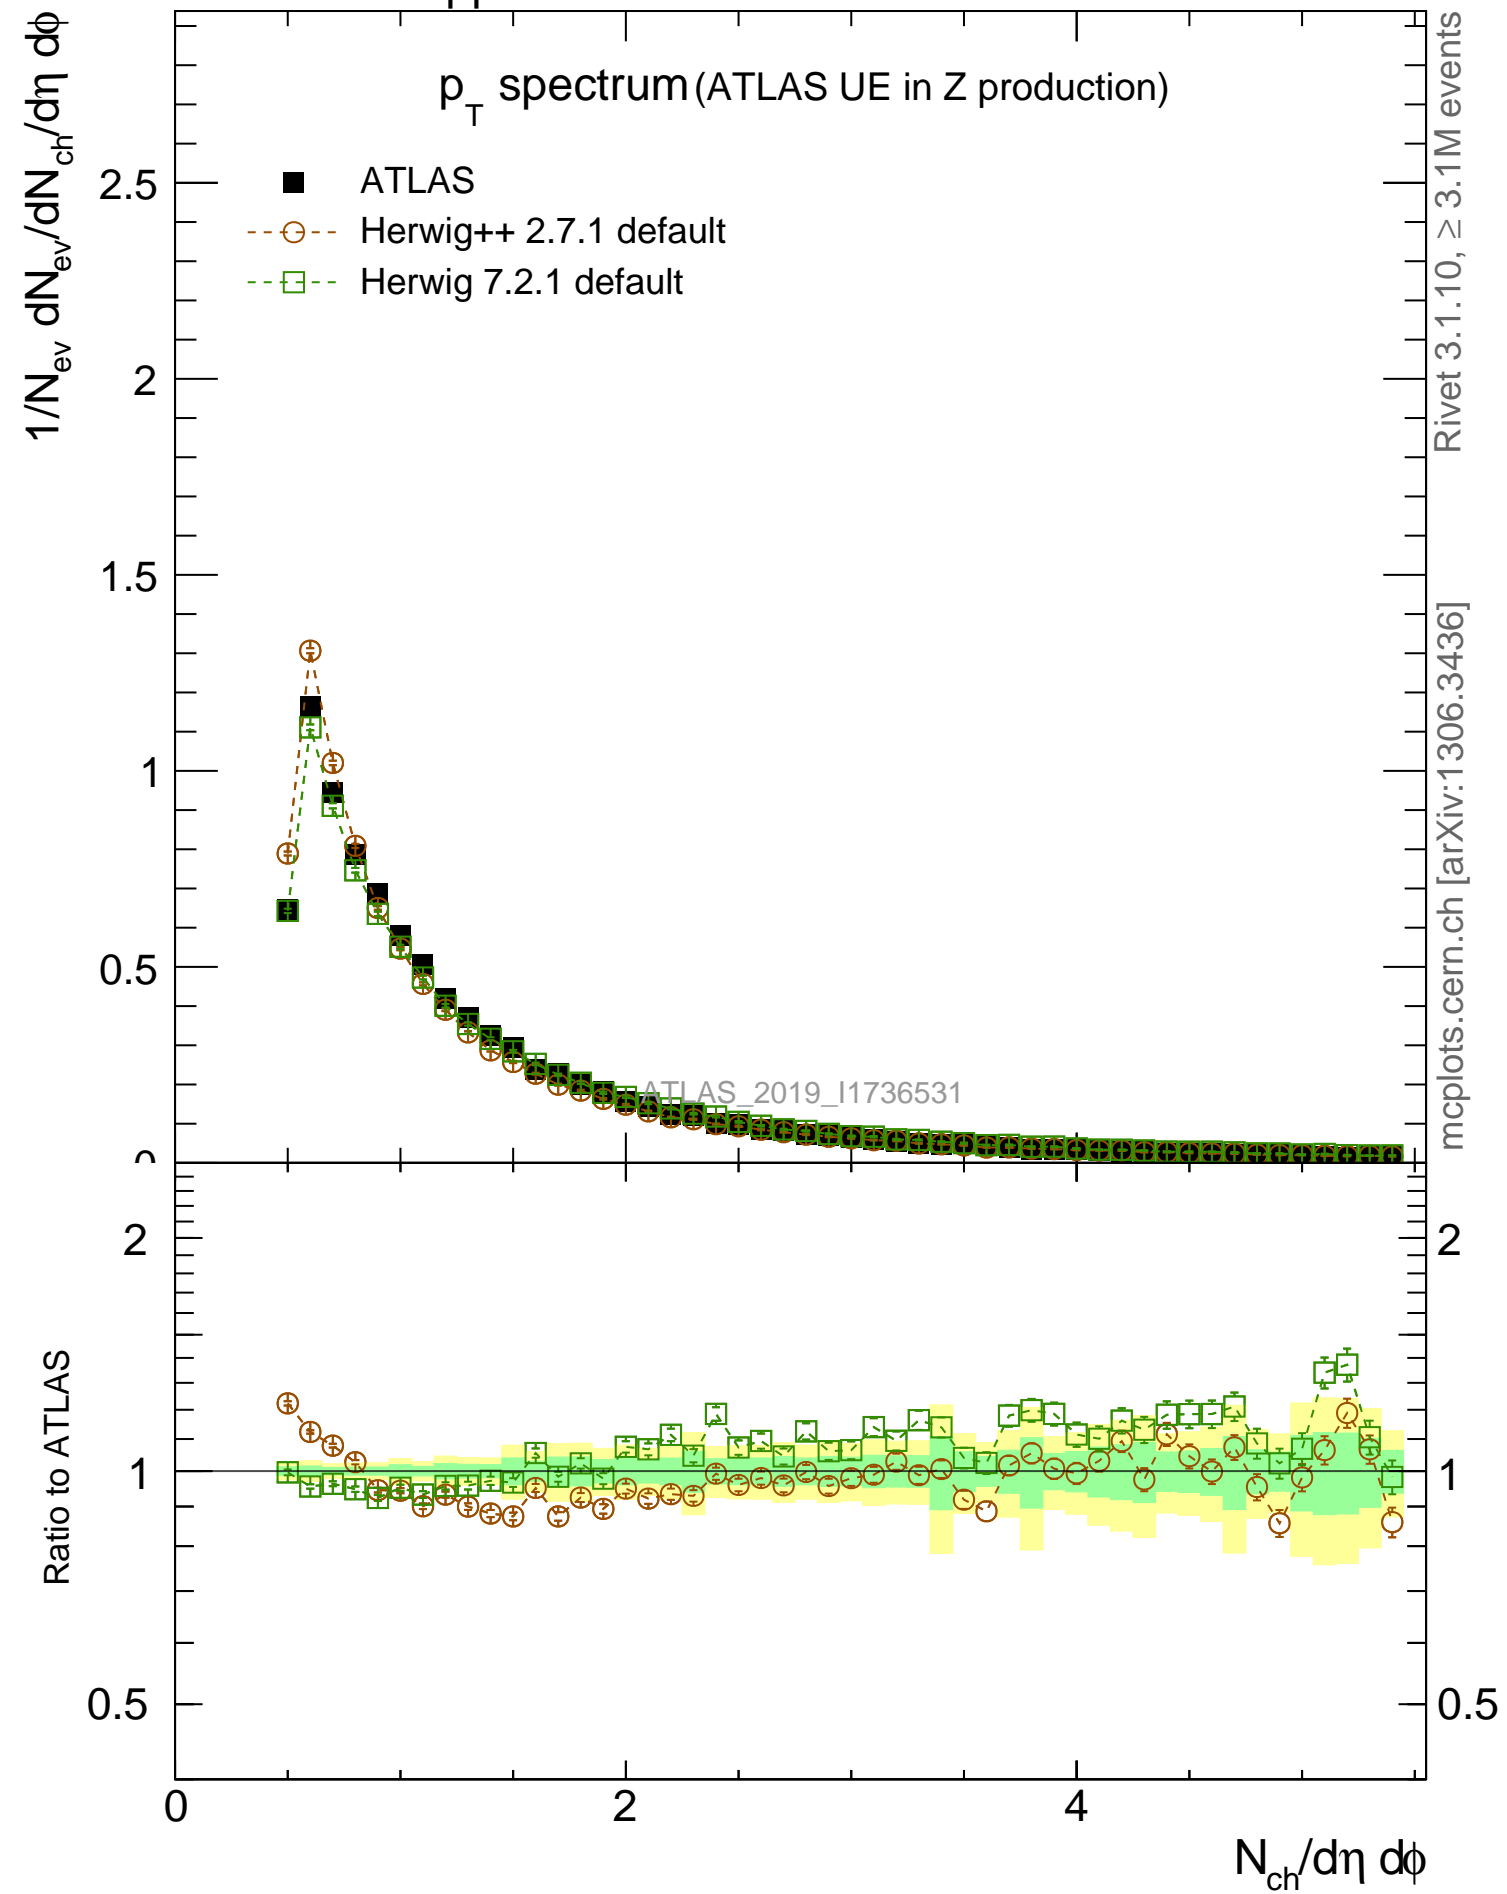 p_T spectrum (ATLAS UE in Z production)
ATLAS
Herwig++ 2.7.1 default
Herwig 7.2.1 default
1/N_ev dN_ev/dN_ch/dη dϕ
2.5
2
1.5
1
0.5
0
ATLAS_2019_I1736531
Rivet 3.1.10, ≥ 3.1M events
mcplots.cern.ch [arXiv:1306.3436]
Ratio to ATLAS
2
1
0.5
2
1
0.5
0
2
4
N_ch/dη dϕ